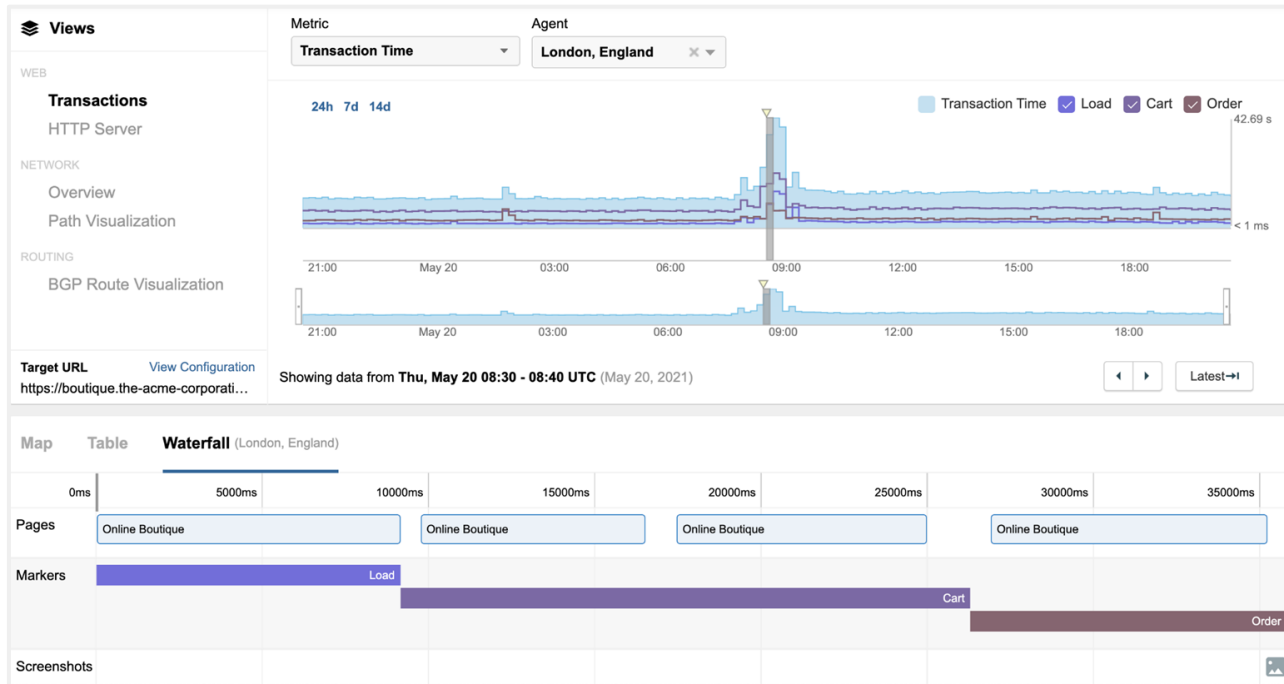 Views
WEB
Transactions
HTTP Server
NETWORK
Overview
Path Visualization
ROUTING
BGP Route Visualization
Target URL View Configuration
https://boutique.the-acme-corporati...
Metric Agent
Transaction Time London, England
24h 7d 14d
Transaction Time Load Cart Order
42.69 s
< 1 ms
21:00 May 20 03:00 06:00 09:00 12:00 15:00 18:00
21:00 May 20 03:00 06:00 09:00 12:00 15:00 18:00
Showing data from Thu, May 20 08:30 - 08:40 UTC (May 20, 2021)
Latest
Map Table Waterfall (London, England)
0ms 5000ms 10000ms 15000ms 20000ms 25000ms 30000ms 35000ms
Pages Online Boutique Online Boutique Online Boutique Online Boutique
Markers Load
Cart
Order
Screenshots